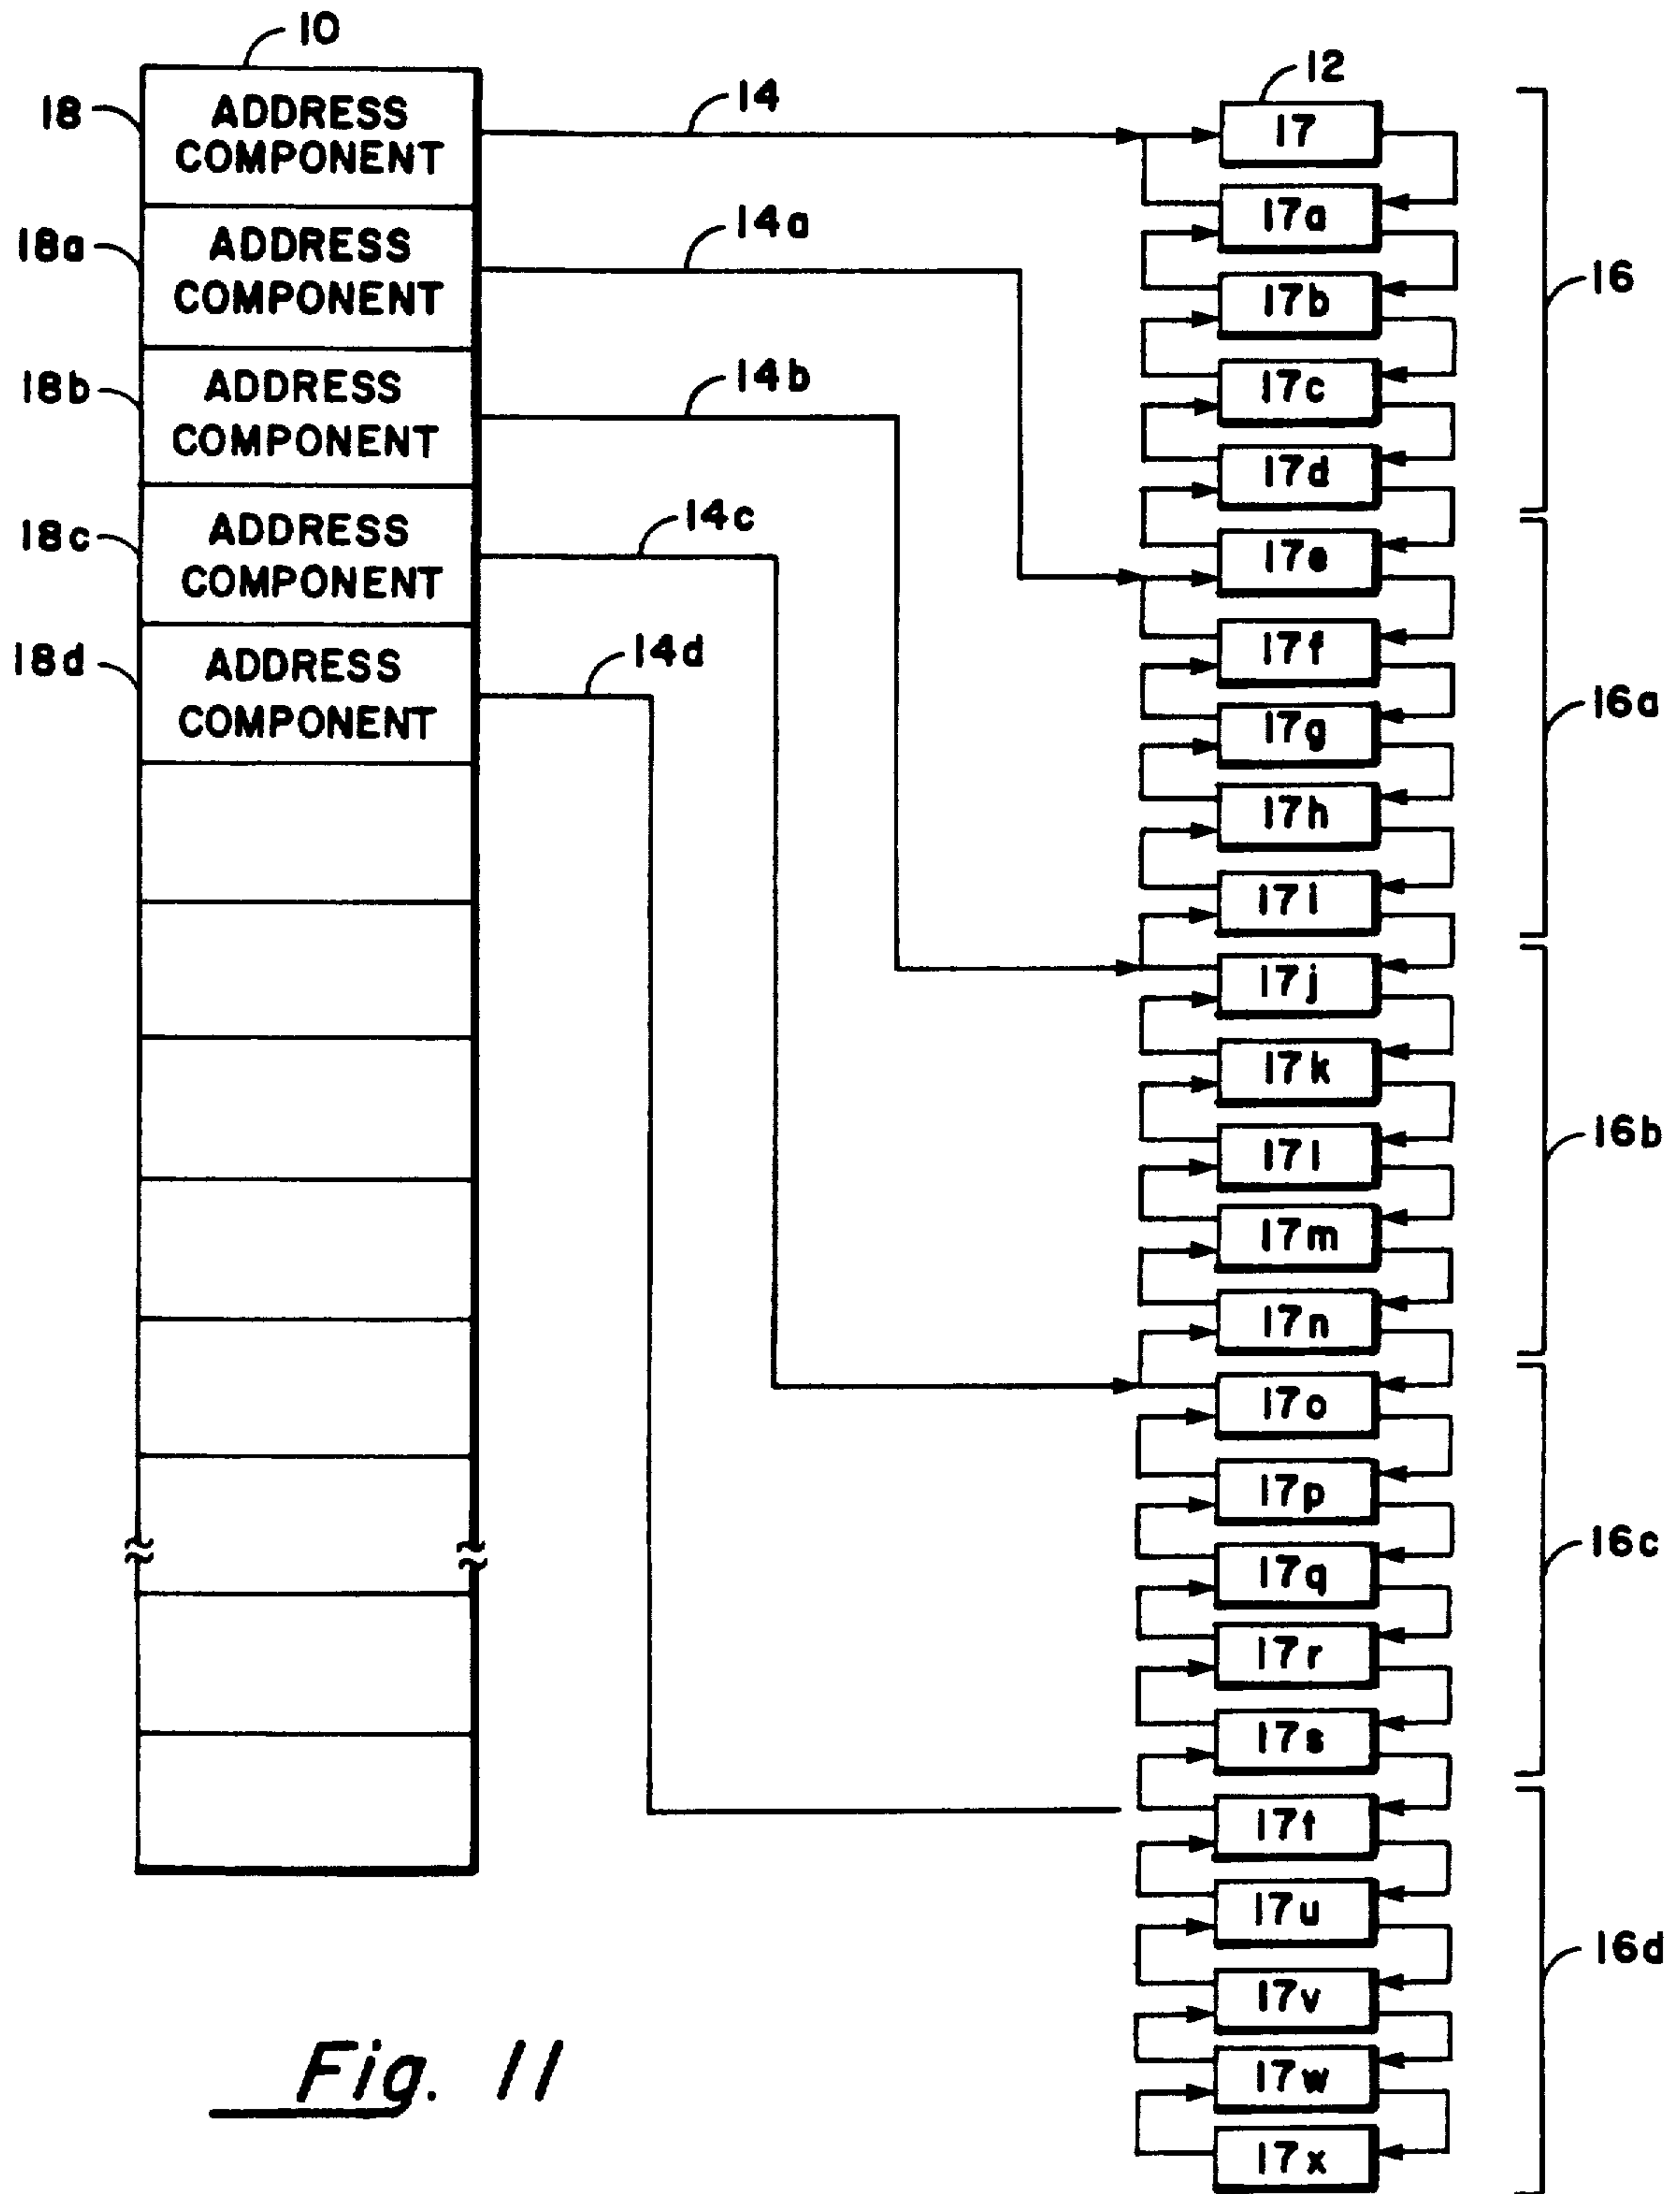 10
18
ADDRESS
COMPONENT
14
12
17
17a
18a
ADDRESS
COMPONENT
14a
17b
16
18b
ADDRESS
COMPONENT
14b
17c
17d
18c
ADDRESS
COMPONENT
14c
17e
18d
ADDRESS
COMPONENT
14d
17f
16a
17g
17h
17i
17j
17k
16b
17l
17m
17n
17o
17p
16c
17q
17r
17s
17t
17u
16d
17v
17w
17x
Fig. 11